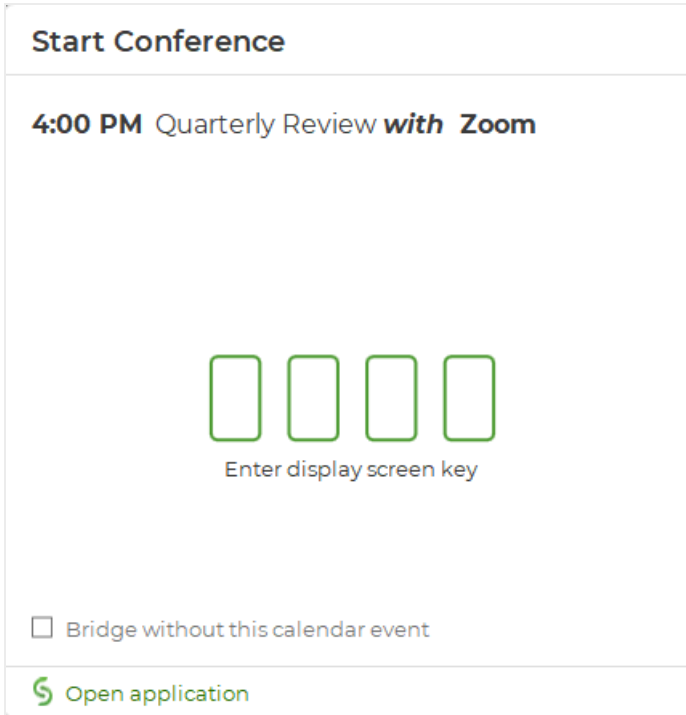 Start Conference
4:00 PM Quarterly Review with Zoom
Enter display screen key
Bridge without this calendar event
Open application